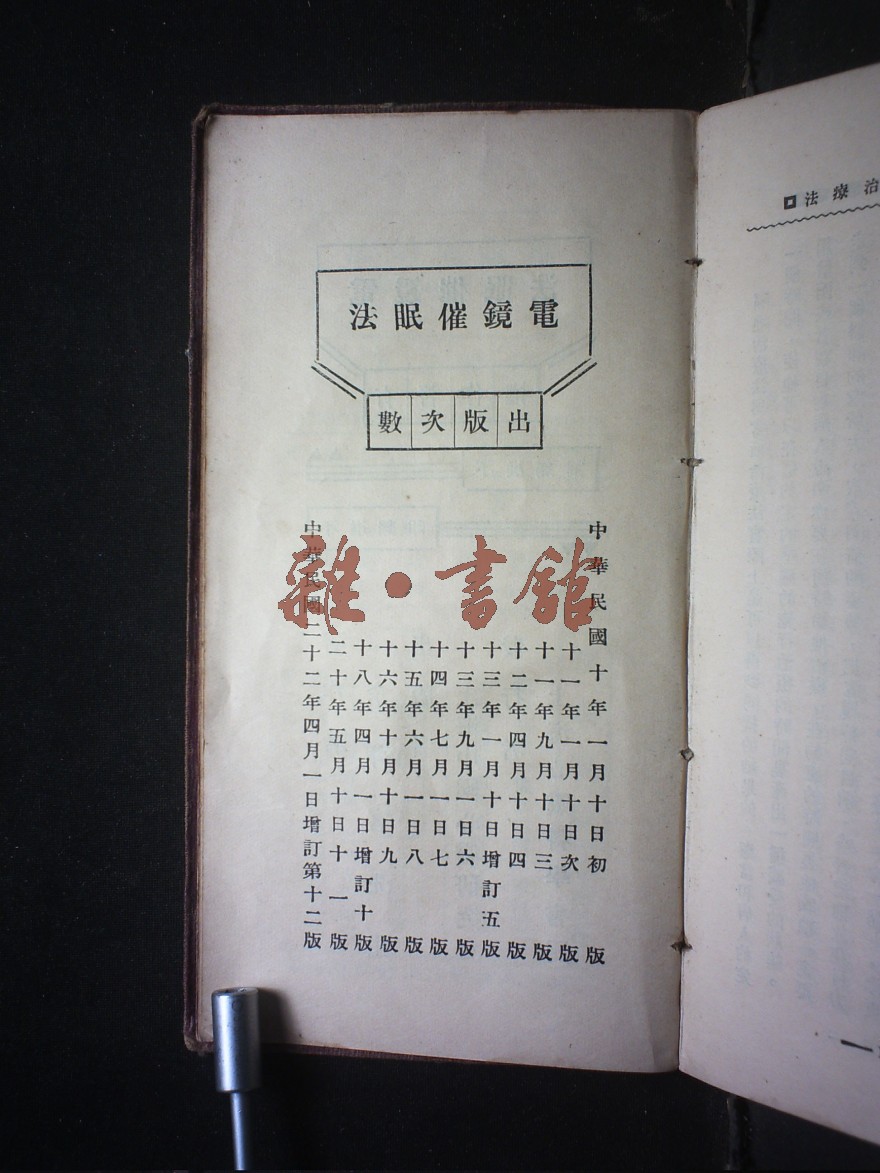 電鏡催眠法
出版次數
中華民國十年一月十日初版
十一年一月十日次版
十一年九月十日三版
十二年四月十日四版
十三年一月十日增訂五版
十三年九月一日六版
十四年七月一日七版
十五年六月一日八版
十六年十月十日九版
十八年四月一日增訂十版
二十年五月十日十一版
中華民國二十二年四月一日增訂第十二版
雜·書館
治療法